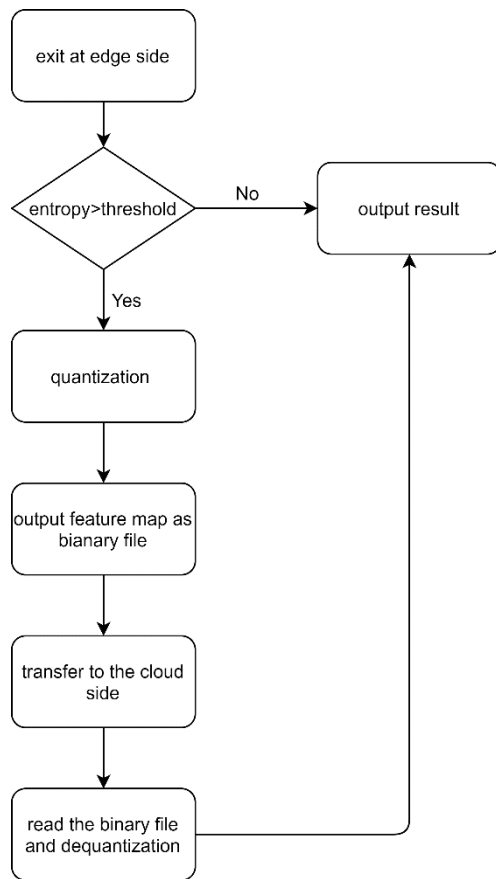 exit at edge side
entropy>threshold
No
output result
Yes
quantization
output feature map as
bianary file
transfer to the cloud
side
read the binary file
and dequantization